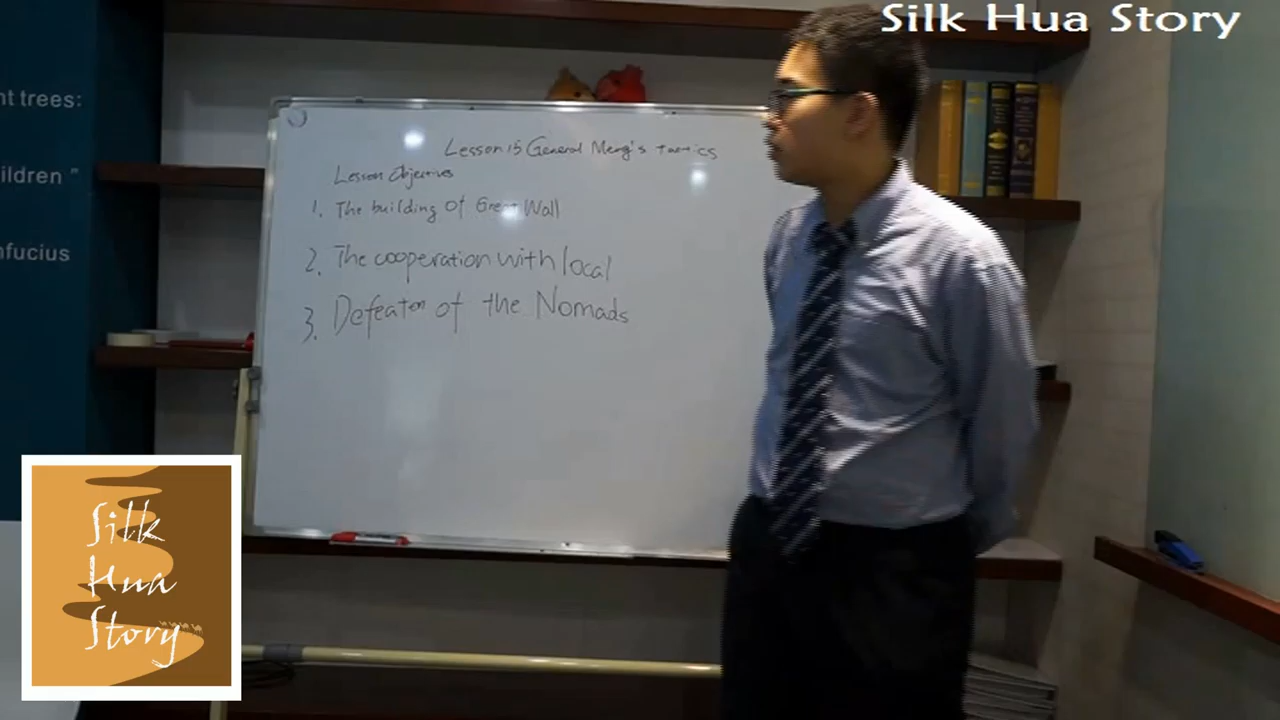 Silk Hua Story
nt trees:
ildren ”
nfucius
Lesson 15 General Meng's tactics
Lesson Objectives
1. The building of Great Wall
2. The cooperation with local
3. Defeaten of the Nomads
Silk
Hua
Story